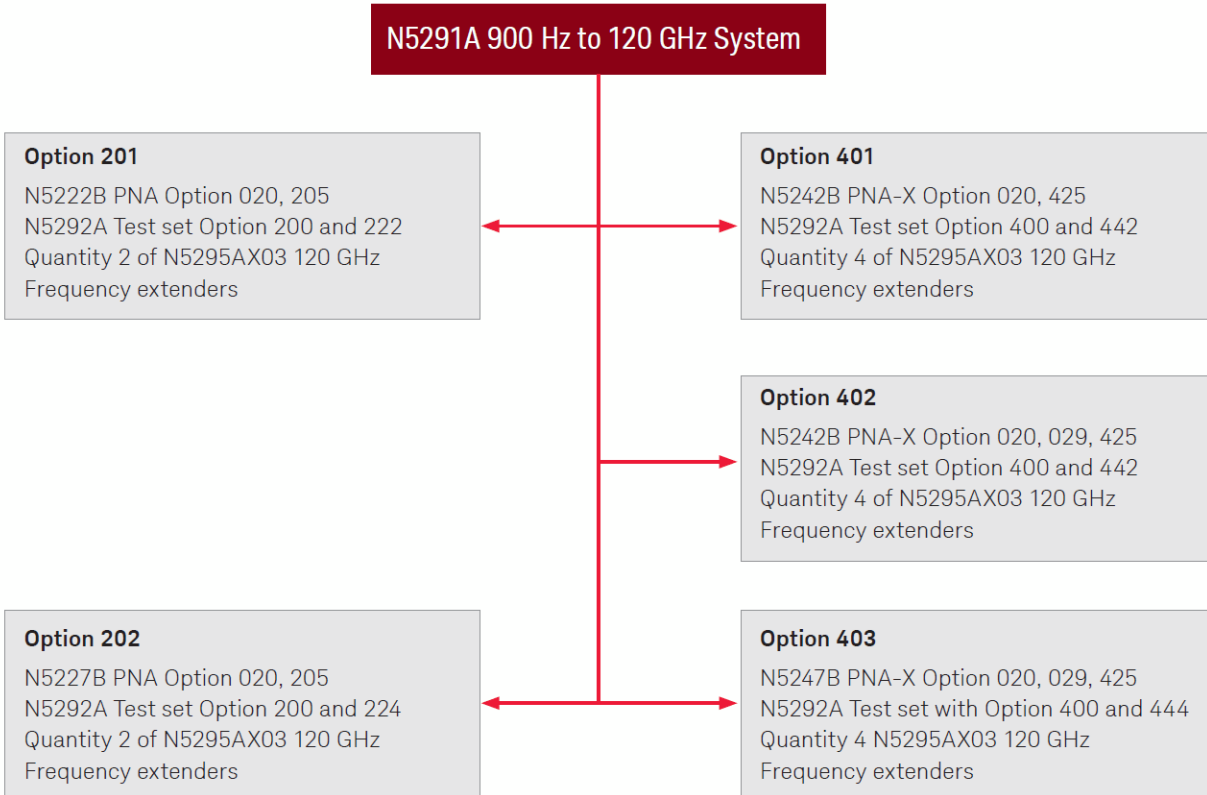 N5291A 900 Hz to 120 GHz System
Option 201
N5222B PNA Option 020, 205
N5292A Test set Option 200 and 222
Quantity 2 of N5295AX03 120 GHz
Frequency extenders
Option 401
N5242B PNA-X Option 020, 425
N5292A Test set Option 400 and 442
Quantity 4 of N5295AX03 120 GHz
Frequency extenders
Option 402
N5242B PNA-X Option 020, 029, 425
N5292A Test set Option 400 and 442
Quantity 4 of N5295AX03 120 GHz
Frequency extenders
Option 202
N5227B PNA Option 020, 205
N5292A Test set Option 200 and 224
Quantity 2 of N5295AX03 120 GHz
Frequency extenders
Option 403
N5247B PNA-X Option 020, 029, 425
N5292A Test set with Option 400 and 444
Quantity 4 N5295AX03 120 GHz
Frequency extenders